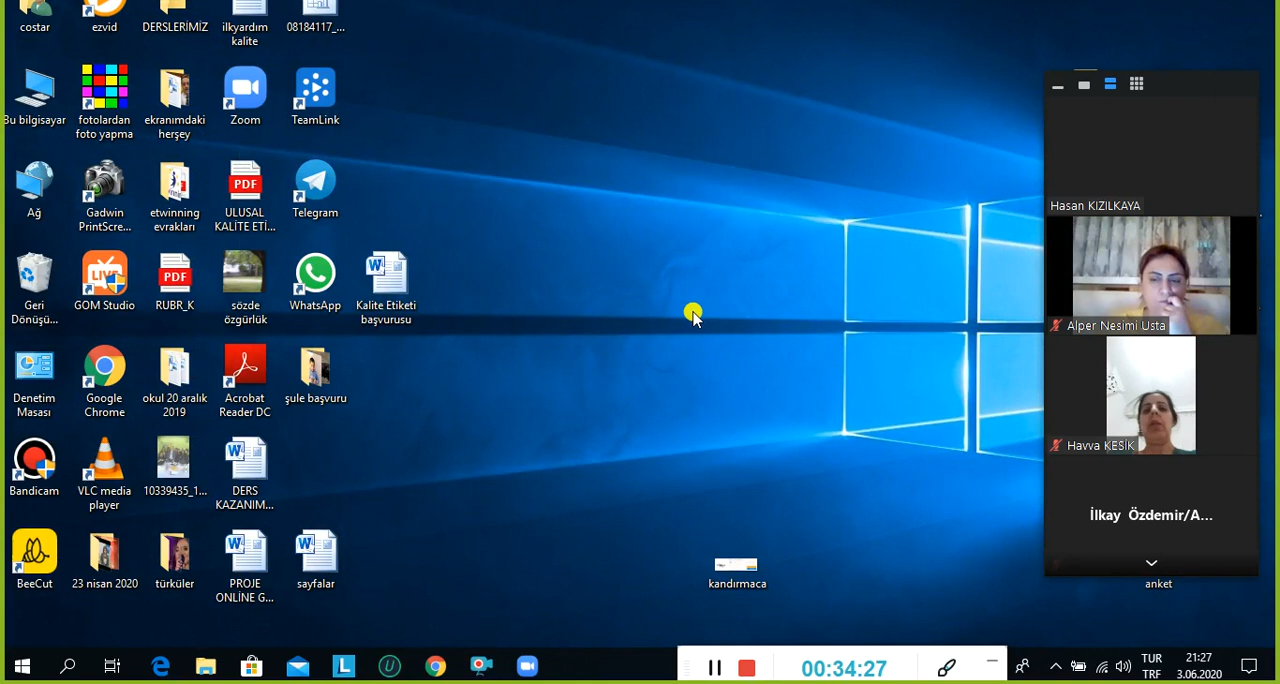 costar
ezvid
DERSLERİMİZ
ilkyardım
kalite
08184117_...
Bu bilgisayar
fotolardan
foto yapma
ekranımdaki
herşey
Zoom
TeamLink
Ağ
Gadwin
PrintScre...
etwinning
evrakları
PDF
ULUSAL
KALİTE ETİ...
Telegram
Geri
Dönüşü...
LIVE
GOM Studio
PDF
RUBR_K
sözde
özgürlük
WhatsApp
Kalite Etiketi
başvurusu
Denetim
Masası
Google
Chrome
okul 20 aralık
2019
Acrobat
Reader DC
şule başvuru
Bandicam
VLC media
player
10339435_1...
DERS
KAZANIM...
BeeCut
23 nisan 2020
türküler
PROJE
ONLİNE G...
sayfalar
kandırmaca
anket
Hasan KIZILKAYA
Alper Nesimi Usta
Havva KESİK
İlkay Özdemir/A...
00:34:27
TUR
TRF
21:27
3.06.2020